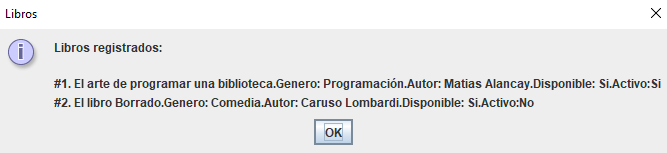 Libros
Libros registrados:
#1. El arte de programar una biblioteca.Genero: Programación.Autor: Matias Alancay.Disponible: Si.Activo:Si
#2. El libro Borrado.Genero: Comedia.Autor: Caruso Lombardi.Disponible: Si.Activo:No
OK